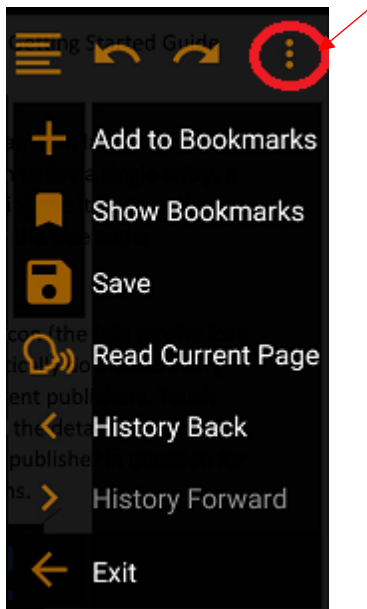 Getting Started Guide
Add to Bookmarks
Show Bookmarks
Save
Read Current Page
History Back
History Forward
Exit